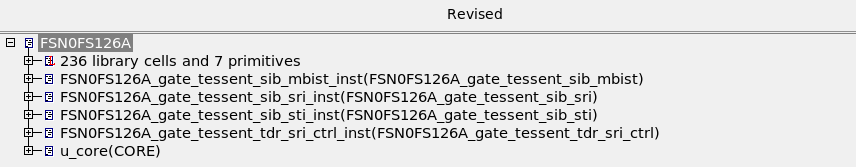 Revised
FSN0FS126A
236 library cells and 7 primitives
FSN0FS126A_gate_tessent_sib_mbist_inst(FSN0FS126A_gate_tessent_sib_mbist)
FSN0FS126A_gate_tessent_sib_sri_inst(FSN0FS126A_gate_tessent_sib_sri)
FSN0FS126A_gate_tessent_sib_sti_inst(FSN0FS126A_gate_tessent_sib_sti)
FSN0FS126A_gate_tessent_tdr_sri_ctrl_inst(FSN0FS126A_gate_tessent_tdr_sri_ctrl)
u_core(CORE)